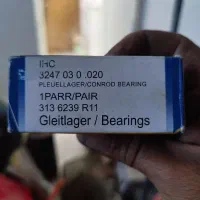 IHC
3247 03 0 .020
PLEUELLAGER/CONROD BEARING
1PARR/PAIR
313 6239 R11
Gleitlager / Bearings